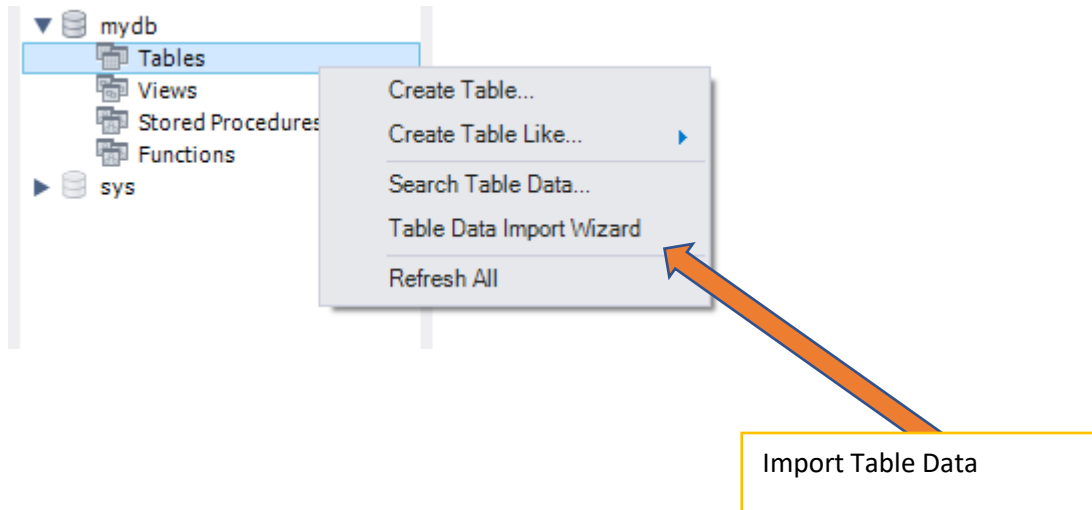 mydb
Tables
Views
Stored Procedures
Functions
sys
Create Table...
Create Table Like...
Search Table Data...
Table Data Import Wizard
Refresh All
Import Table Data